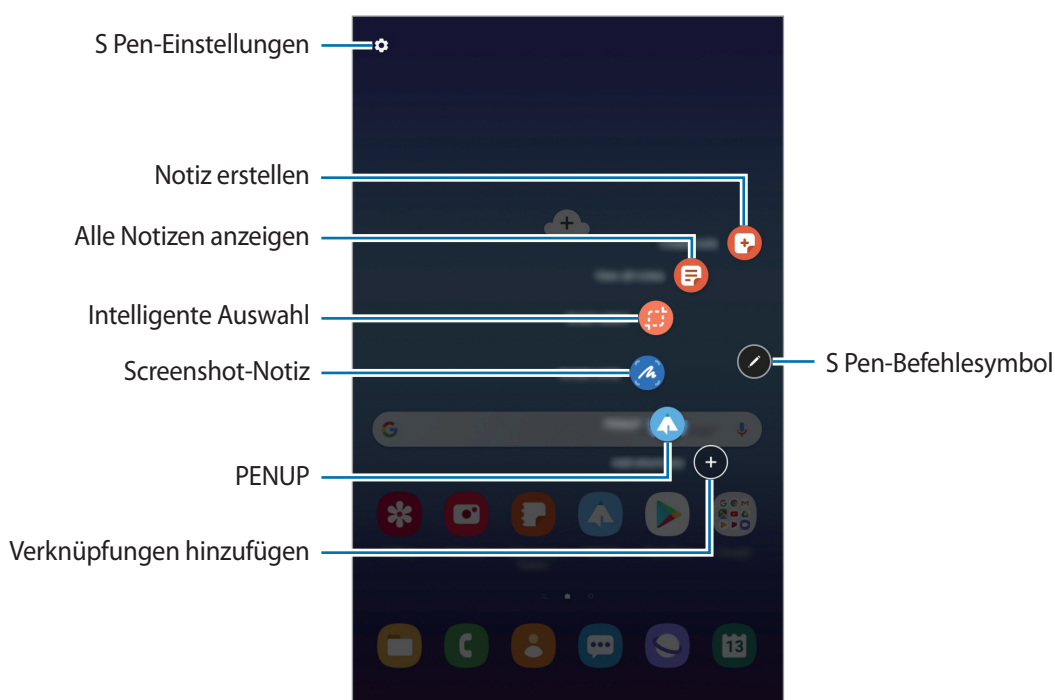 S Pen-Einstellungen
Notiz erstellen
Alle Notizen anzeigen
Intelligente Auswahl
Screenshot-Notiz
S Pen-Befehlesymbol
PENUP
Verknüpfungen hinzufügen
13